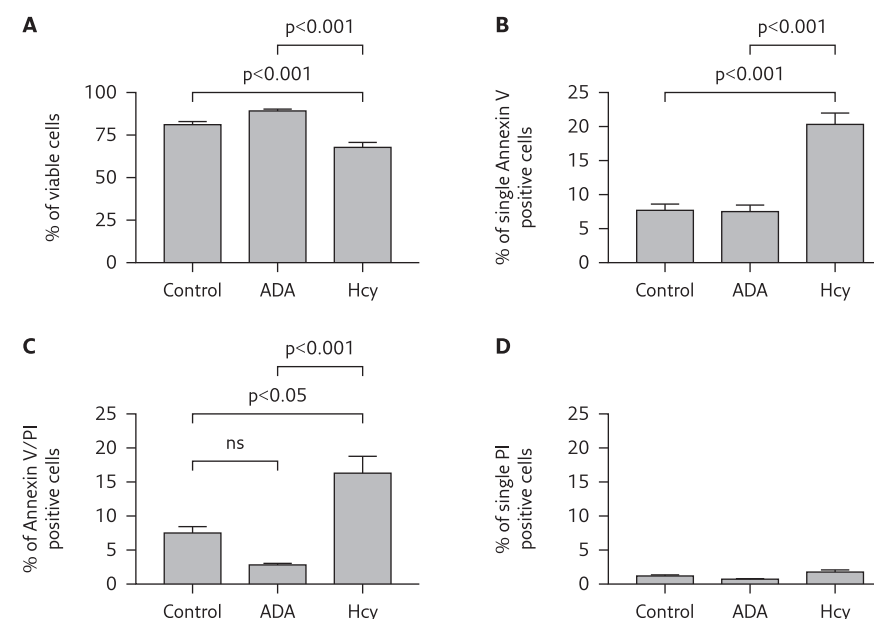 A
p<0.001
p<0.001
% of viable cells
100
75
50
25
0
Control ADA Hcy
B
p<0.001
p<0.001
% of single Annexin V
positive cells
25
20
15
10
5
0
Control ADA Hcy
C
p<0.001
p<0.05
ns
% of Annexin V/PI
positive cells
25
20
15
10
5
0
Control ADA Hcy
D
% of single PI
positive cells
25
20
15
10
5
0
Control ADA Hcy